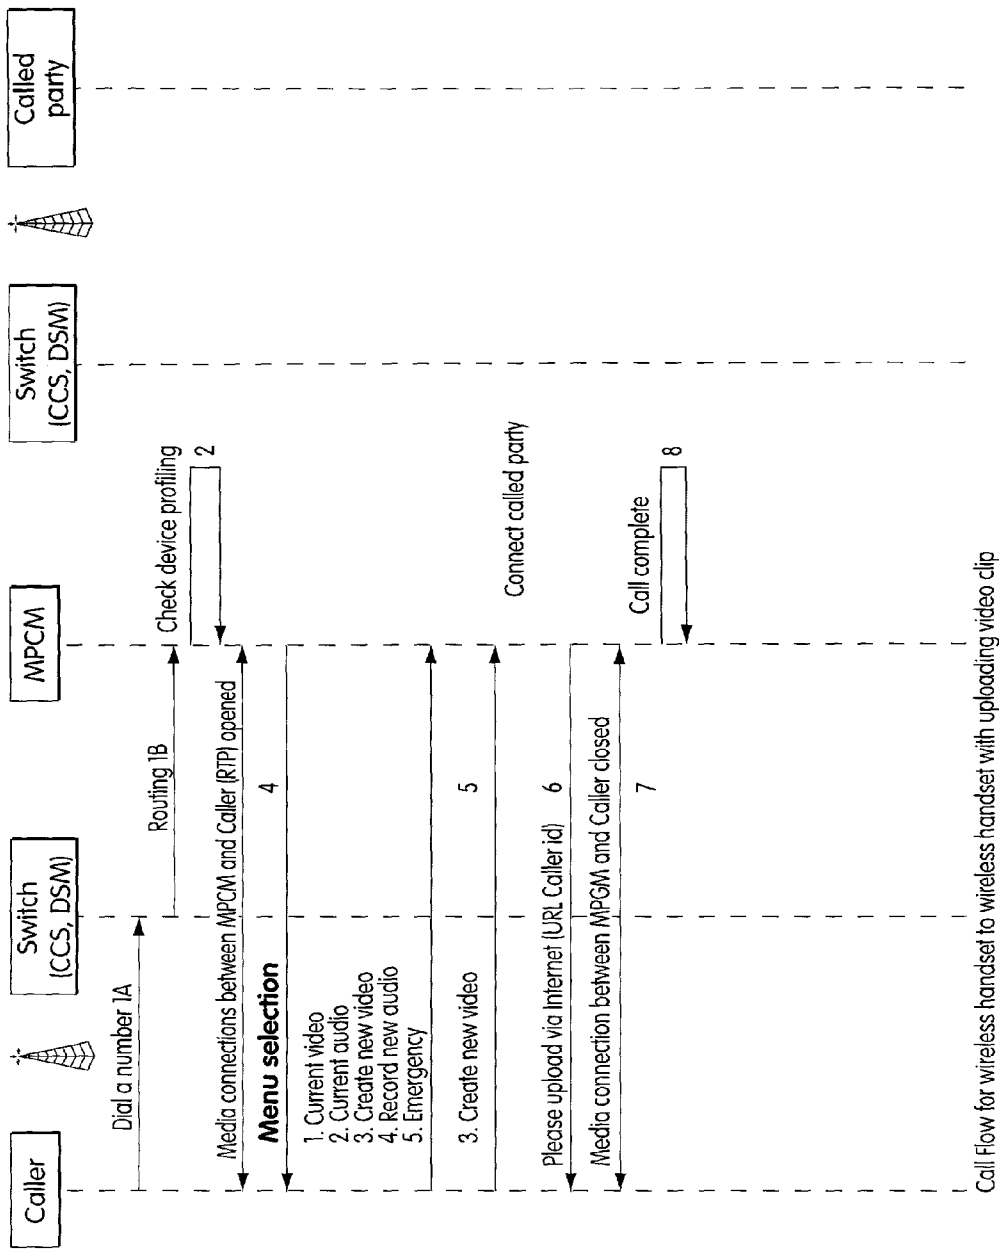 Caller
Switch
(CCS, DSM)
MPCM
Switch
(CCS, DSM)
Called
party
Dial a number 1A
Routing 1B
Check device profiling
2
Media connections between MPCM and Caller (RTP) opened
Menu selection
4
1. Current video
2. Current audio
3. Create new video
4. Record new audio
5. Emergency
3. Create new video
5
Connect called party
Please upload via Internet (URL Caller id)
6
Media connection between MPGM and Caller closed
7
Call complete
8
Call Flow for wireless handset to wireless handset with uploading video clip